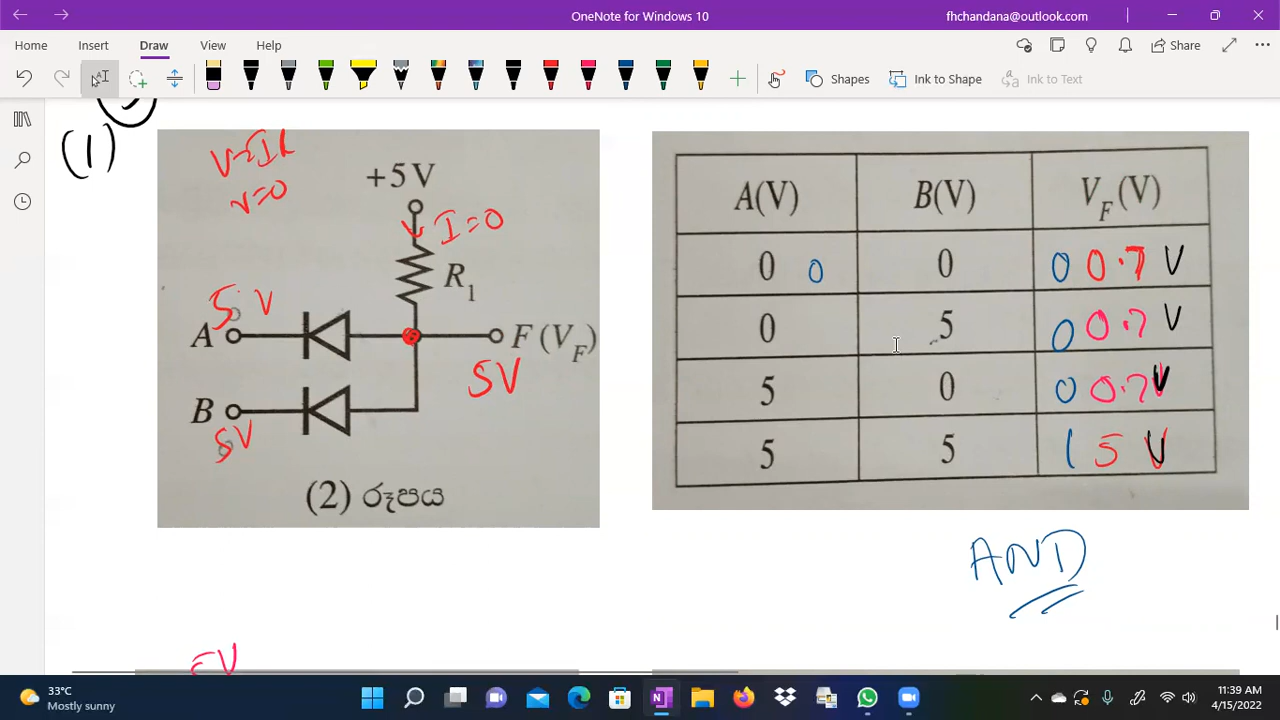 OneNote for Windows 10
fhchandana@outlook.com
Home Insert Draw View Help
Share
Shapes
Ink to Shape
Ink to Text
(1)
V=IR
V=0
+5V
I=0
R1
5V
A
F (VF)
5V
B
5V
(2) රූපය
A(V) B(V) VF(V)
0 0 0 0 0.7 V
0 5 0 0.7 V
5 0 0 0.7 V
5 5 1 5 V
AND
5V
33°C
Mostly sunny
11:39 AM
4/15/2022